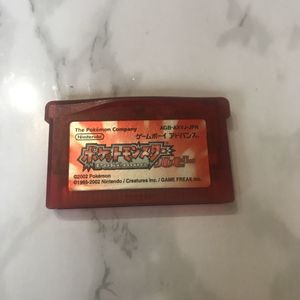 The Pokémon Company AGB-AXVJ-JPN
Nintendo ゲームボーイ アドバンス
ポケットモンスター
ルビー
©2002 Pokémon
©1995-2002 Nintendo / Creatures inc. / GAME FREAK inc.